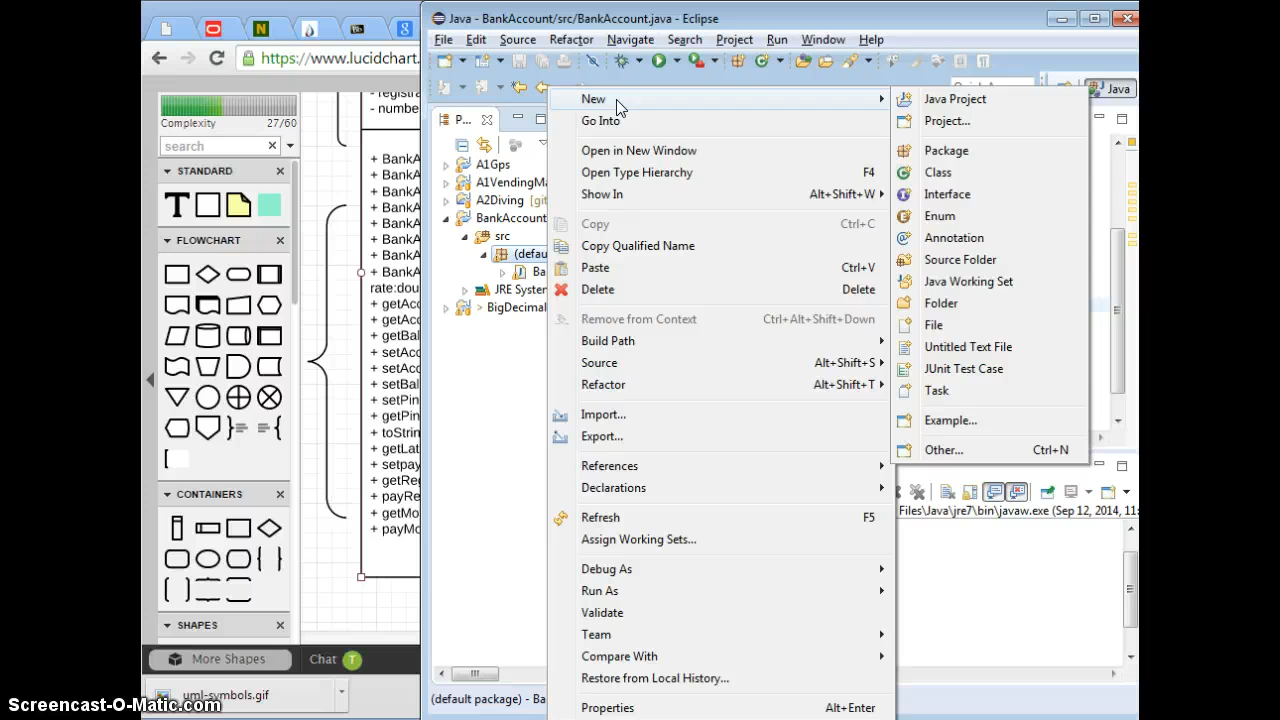 Java - BankAccount/src/BankAccount.java - Eclipse
https://www.lucidchart.
File Edit Source Refactor Navigate Search Project Run Window Help
Java
- registra
- numbe
Complexity 27/60
search
STANDARD
T
FLOWCHART
CONTAINERS
SHAPES
More Shapes
Chat T
uml-symbols.gif
+ BankA
+ BankA
+ BankA
+ BankA
+ BankA
+ BankA
+ BankA
+ BankA
rate:dou
+ getAcc
+ getAcc
+ getBal
+ setAcc
+ setAcc
+ setBal
+ setPin
+ getPin
+ toStrin
+ getLat
+ setpay
+ getReg
+ payRe
+ getMo
+ payMo
P...
A1Gps
A1VendingMa
A2Diving [gi
BankAccount
src
(defau
Ba
JRE System
> BigDecimal
(default package) - Ba
New
Go Into
Open in New Window
Open Type Hierarchy F4
Show In Alt+Shift+W
Copy Ctrl+C
Copy Qualified Name
Paste Ctrl+V
Delete Delete
Remove from Context Ctrl+Alt+Shift+Down
Build Path
Source Alt+Shift+S
Refactor Alt+Shift+T
Import...
Export...
References
Declarations
Refresh F5
Assign Working Sets...
Debug As
Run As
Validate
Team
Compare With
Restore from Local History...
Properties Alt+Enter
Java Project
Project...
Package
Class
Interface
Enum
Annotation
Source Folder
Java Working Set
Folder
File
Untitled Text File
JUnit Test Case
Task
Example...
Other... Ctrl+N
Files\Java\jre7\bin\javaw.exe (Sep 12, 2014, 11:
Screencast-O-Matic.com